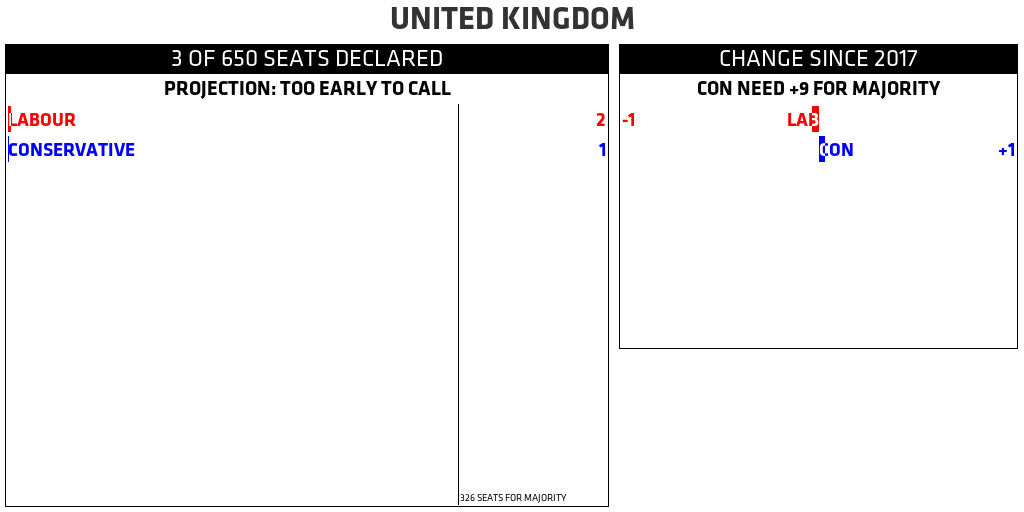 UNITED KINGDOM
3 OF 650 SEATS DECLARED
PROJECTION: TOO EARLY TO CALL
LABOUR 2
CONSERVATIVE 1
326 SEATS FOR MAJORITY
CHANGE SINCE 2017
CON NEED +9 FOR MAJORITY
-1 LAB
CON +1